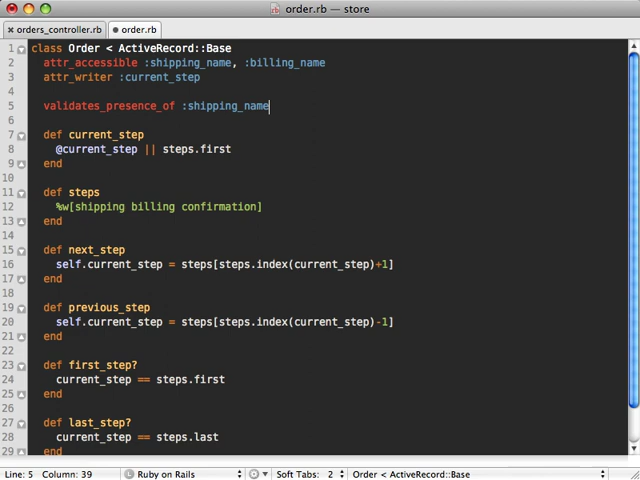 order.rb — store
orders_controller.rb order.rb
1 class Order < ActiveRecord::Base
2 attr_accessible :shipping_name, :billing_name
3 attr_writer :current_step
4
5 validates_presence_of :shipping_name
6
7 def current_step
8 @current_step || steps.first
9 end
10
11 def steps
12 %w[shipping billing confirmation]
13 end
14
15 def next_step
16 self.current_step = steps[steps.index(current_step)+1]
17 end
18
19 def previous_step
20 self.current_step = steps[steps.index(current_step)-1]
21 end
22
23 def first_step?
24 current_step == steps.first
25 end
26
27 def last_step?
28 current_step == steps.last
29 end
Line: 5 Column: 39 L Ruby on Rails Soft Tabs: 2 Order < ActiveRecord::Base